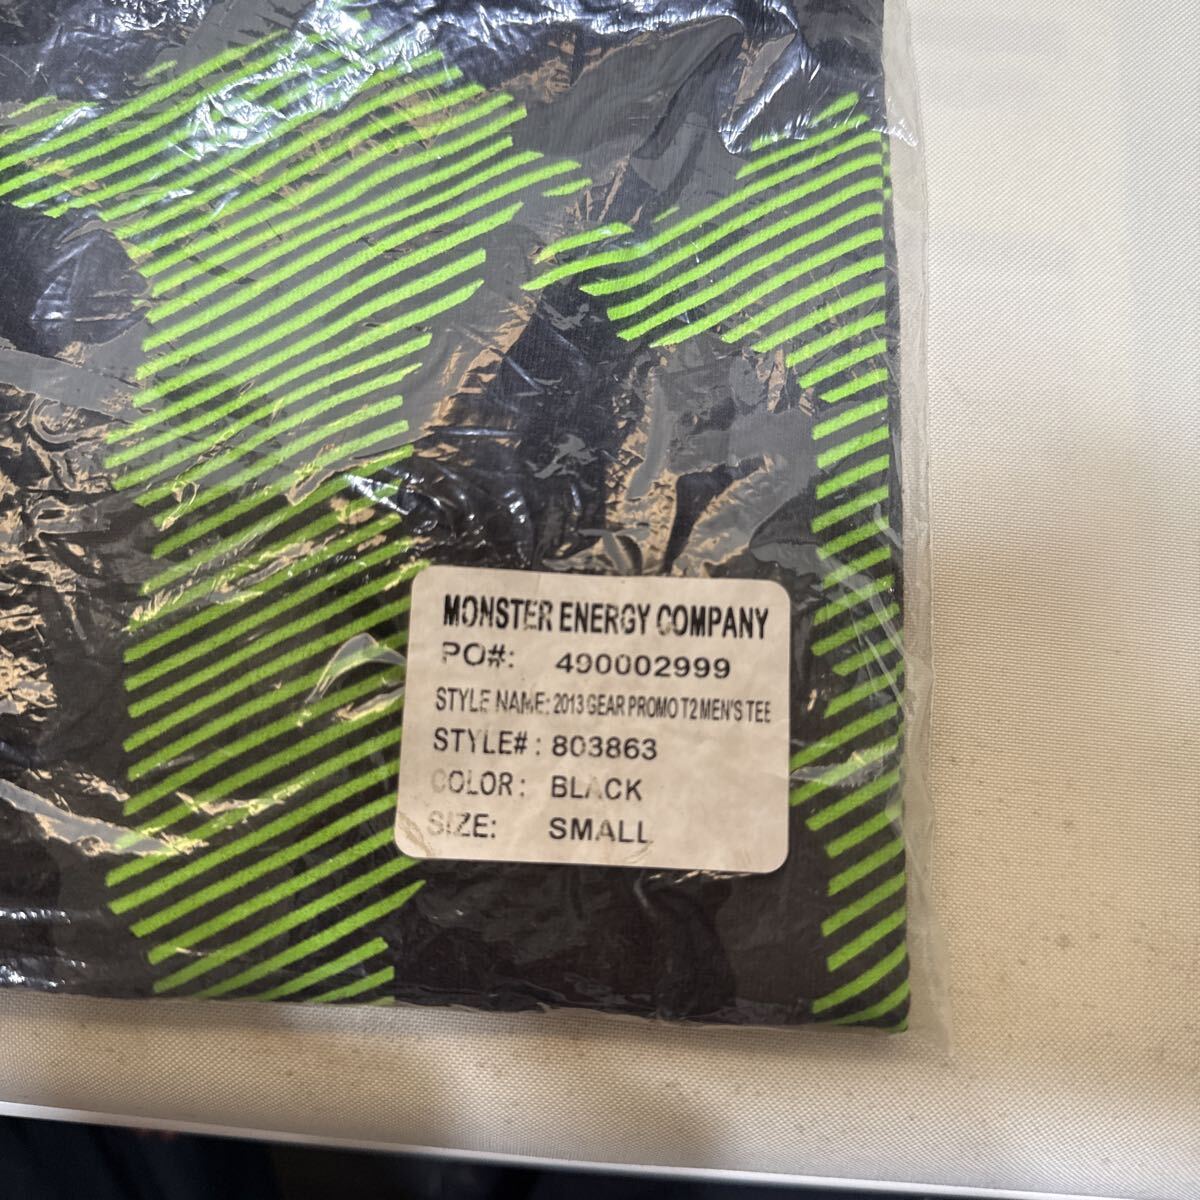 MONSTER ENERGY COMPANY
PO#: 490002999
STYLE NAME: 2013 GEAR PROMO T2 MEN'S TEE
STYLE#: 803863
COLOR: BLACK
SIZE: SMALL